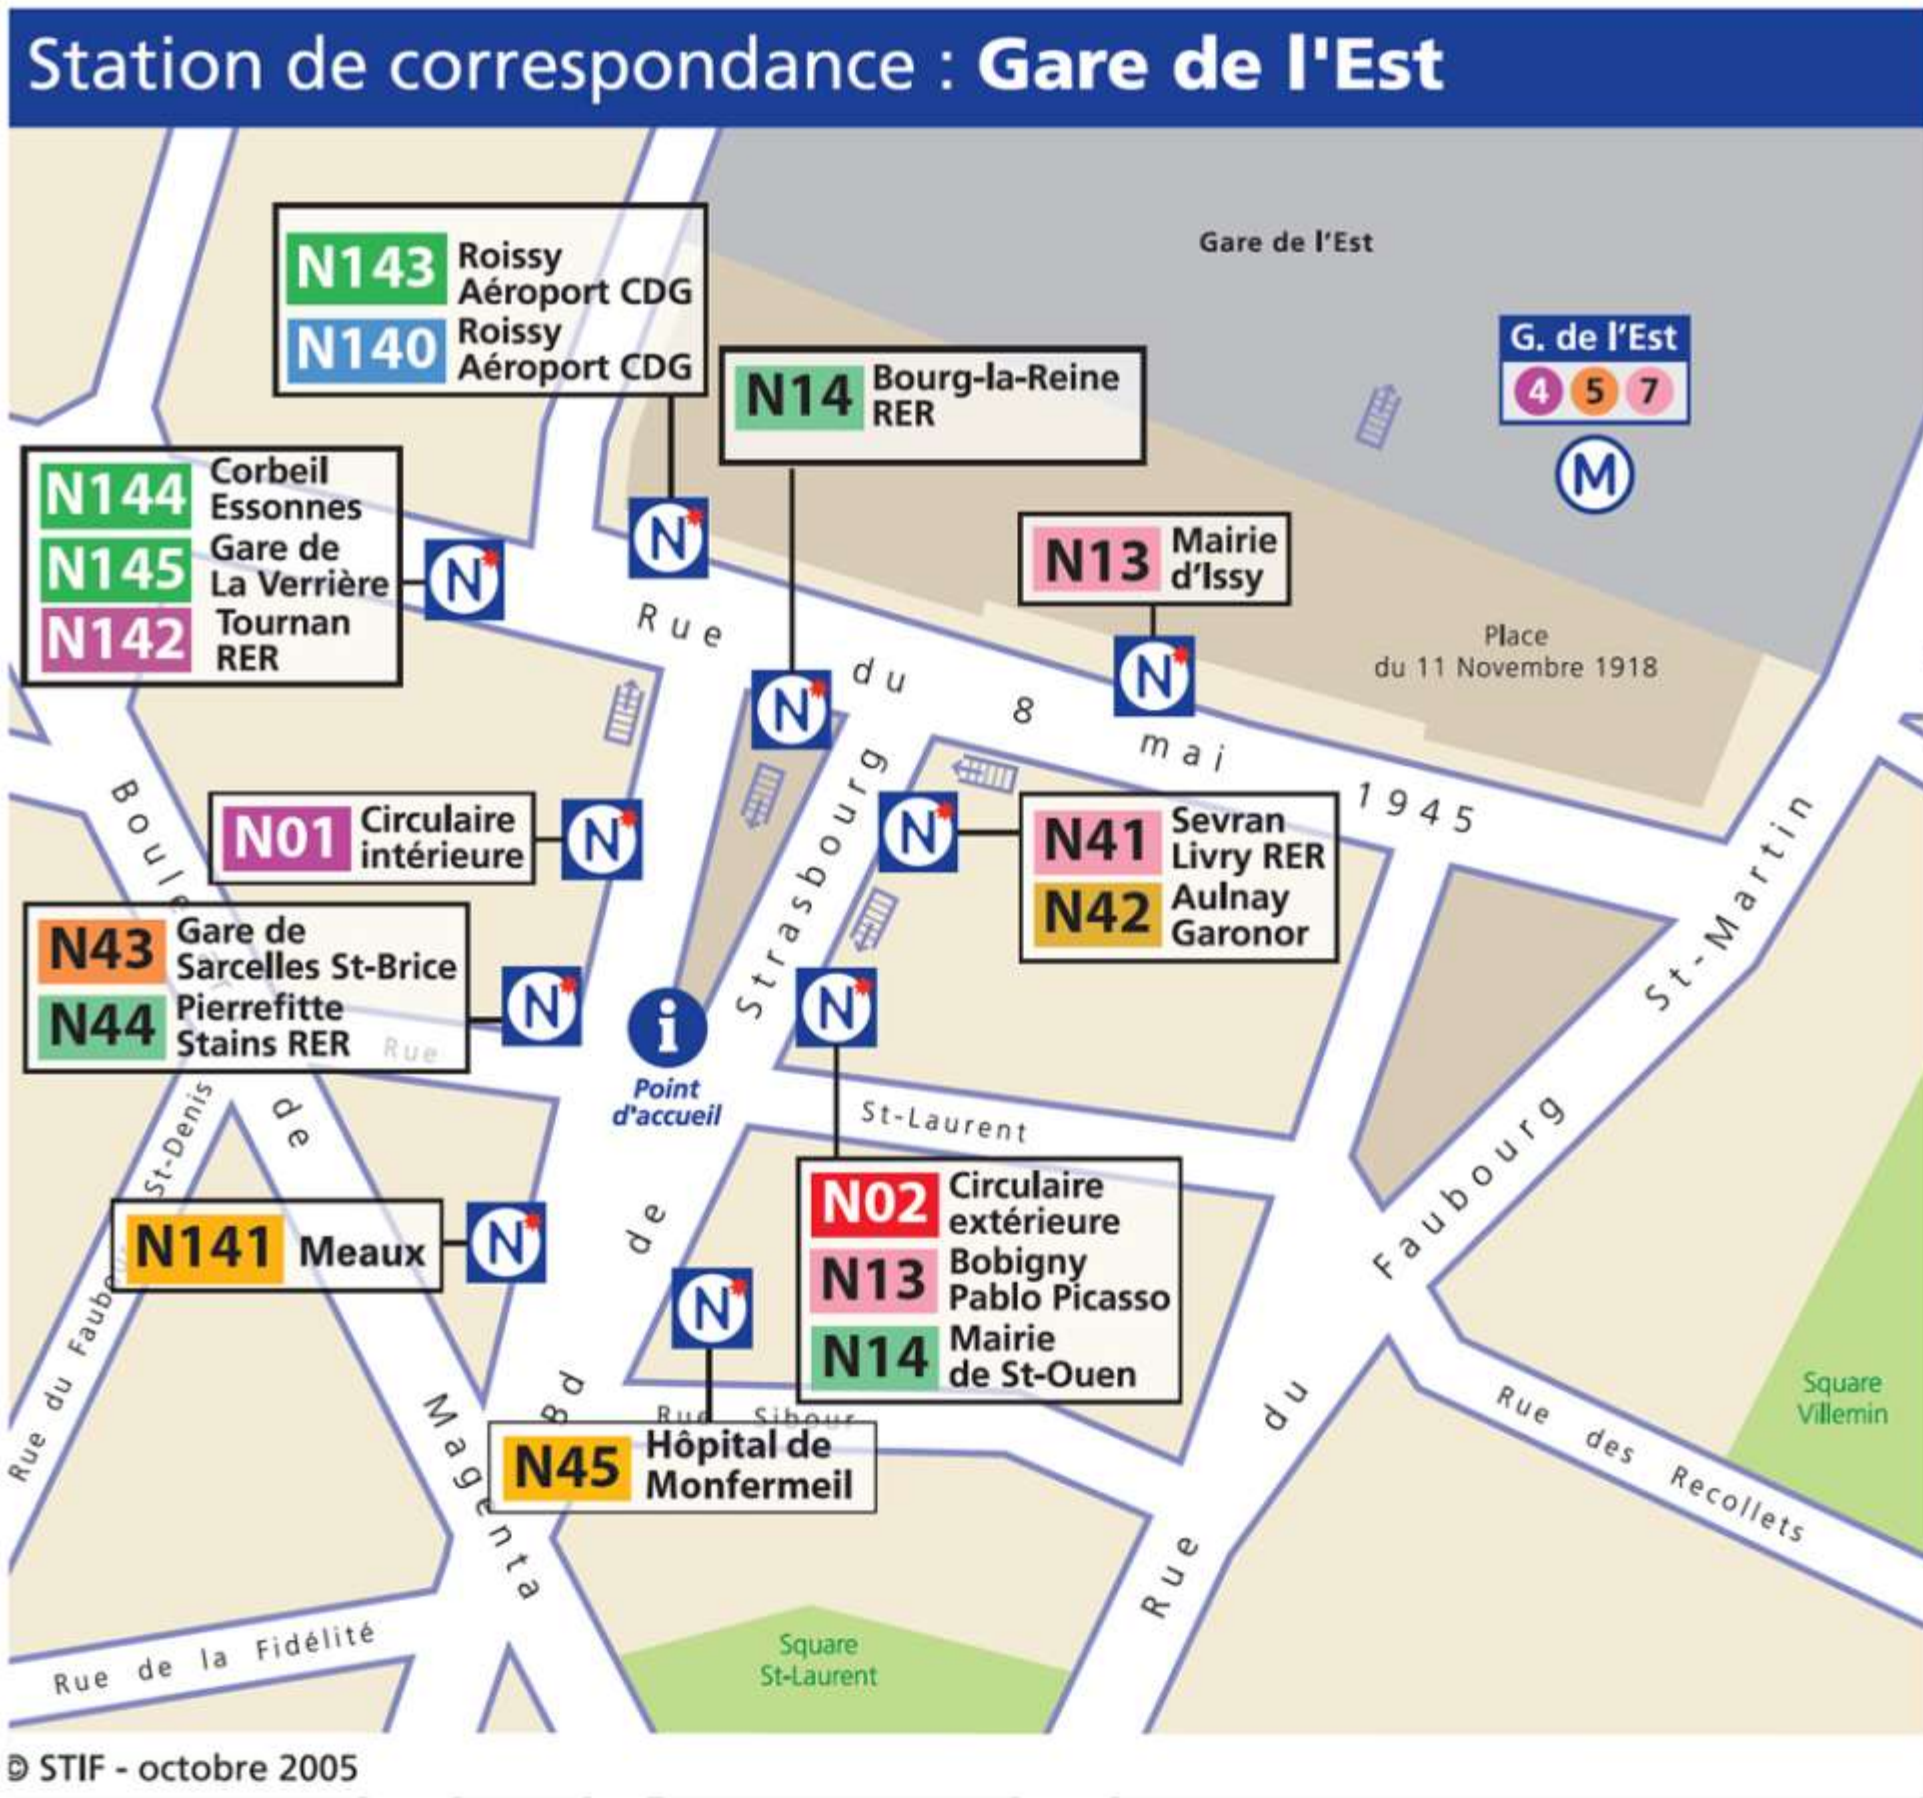 Station de correspondance : Gare de l'Est
Gare de l'Est
N143 Roissy
Aéroport CDG
N140 Roissy
Aéroport CDG
G. de l'Est
4 5 7
M
N14 Bourg-la-Reine
RER
N144 Corbeil
Essonnes
N145 Gare de
La Verrière
N142 Tournan
RER
N
N
N13 Mairie
d'Issy
N
N
Place
du 11 Novembre 1918
Rue du 8 mai 1945
N01 Circulaire
intérieure
N
N
N41 Sevran
Livry RER
N42 Aulnay
Garonor
N43 Gare de
Sarcelles St-Brice
N44 Pierrefitte
Stains RER
N
N
i
Point
d'accueil
Rue St-Laurent
Bd de Strasbourg
de Magenta
Rue du Faubourg St-Martin
St-Denis
Rue du
N141 Meaux
N
N
N02 Circulaire
extérieure
N13 Bobigny
Pablo Picasso
N14 Mairie
de St-Ouen
Rue Sibour
N45 Hôpital de
Monfermeil
Rue des Recollets
Square
Villemin
Rue de la Fidélité
Square
St-Laurent
© STIF - octobre 2005